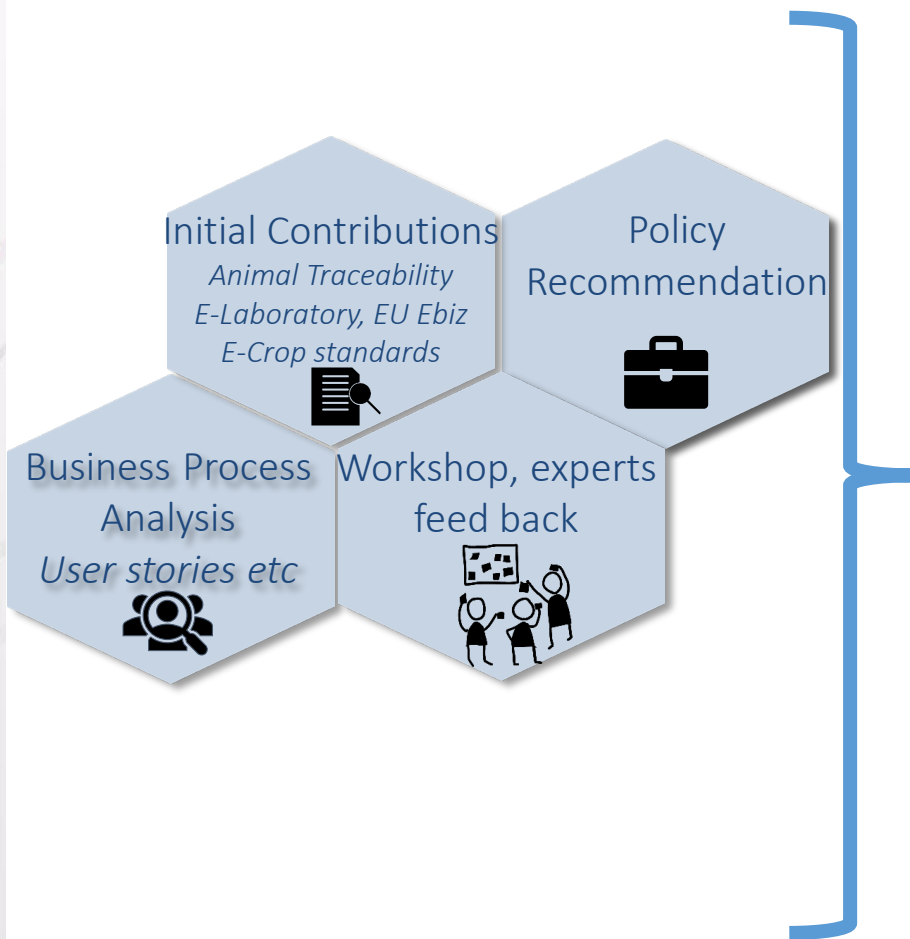 Initial Contributions
Animal Traceability
E-Laboratory, EU Ebiz
E-Crop standards
Policy
Recommendation
Business Process
Analysis
User stories etc
Workshop, experts
feed back